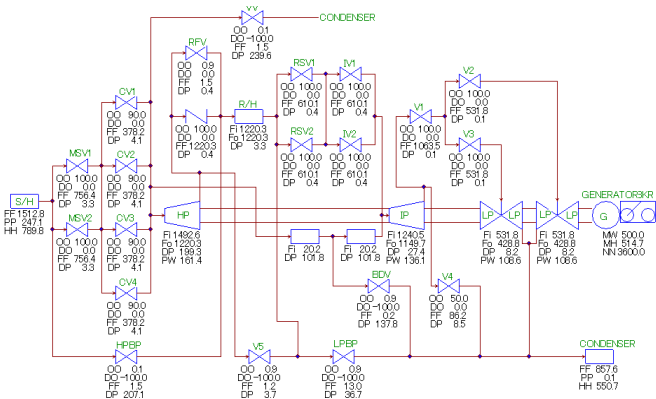 VV
CONDENSER
OO 0.1
DO -100.0
FF 1.5
DP 239.6
RFV
OO 0.9
DO 0.0
FF 1.5
DP 0.4
RSV1
OO 100.0
DO 0.0
FF 610.1
DP 0.4
IV1
OO 100.0
DO 0.0
FF 610.1
DP 0.4
V2
OO 100.0
DO 0.0
FF 531.8
DP 0.1
CV1
OO 90.0
DO 0.0
FF 378.2
DP 4.1
OO 100.0
DO 0.0
FF 1220.3
DP 0.4
R/H
Fi 1220.3
Fo 1220.3
DP 3.3
V1
OO 100.0
DO 0.0
FF 1063.5
DP 0.1
RSV2
OO 100.0
DO 0.0
FF 610.1
DP 0.4
IV2
OO 100.0
DO 0.0
FF 610.1
DP 0.4
V3
OO 100.0
DO 0.0
FF 531.8
DP 0.1
MSV1
OO 100.0
DO 0.0
FF 756.4
DP 3.3
CV2
OO 90.0
DO 0.0
FF 378.2
DP 4.1
S/H
FF 1512.8
PP 247.1
HH 789.8
MSV2
OO 100.0
DO 0.0
FF 756.4
DP 3.3
CV3
OO 90.0
DO 0.0
FF 378.2
DP 4.1
HP
Fi 1492.6
Fo 1220.3
DP 199.3
PW 161.4
Fi 20.2
DP 101.8
Fi 20.2
DP 101.8
IP
Fi 1240.5
Fo 1149.7
DP 27.4
PW 136.1
LP LP
Fi 531.8
Fo 428.8
DP 8.2
PW 108.6
LP LP
Fi 531.8
Fo 428.8
DP 8.2
PW 108.6
GENERATOR BKR
G
MW 500.0
MH 514.7
NN 3600.0
CV4
OO 90.0
DO 0.0
FF 378.2
DP 4.1
BDV
OO 0.9
DO -100.0
FF 0.2
DP 137.8
V4
OO 50.0
DO 0.0
FF 86.2
DP 8.5
HPBP
OO 0.1
DO -100.0
FF 1.5
DP 207.1
V5
OO 0.9
DO -100.0
FF 1.2
DP 3.7
LPBP
OO 0.9
DO -100.0
FF 13.0
DP 36.7
CONDENSER
FF 857.6
PP 0.1
HH 550.7